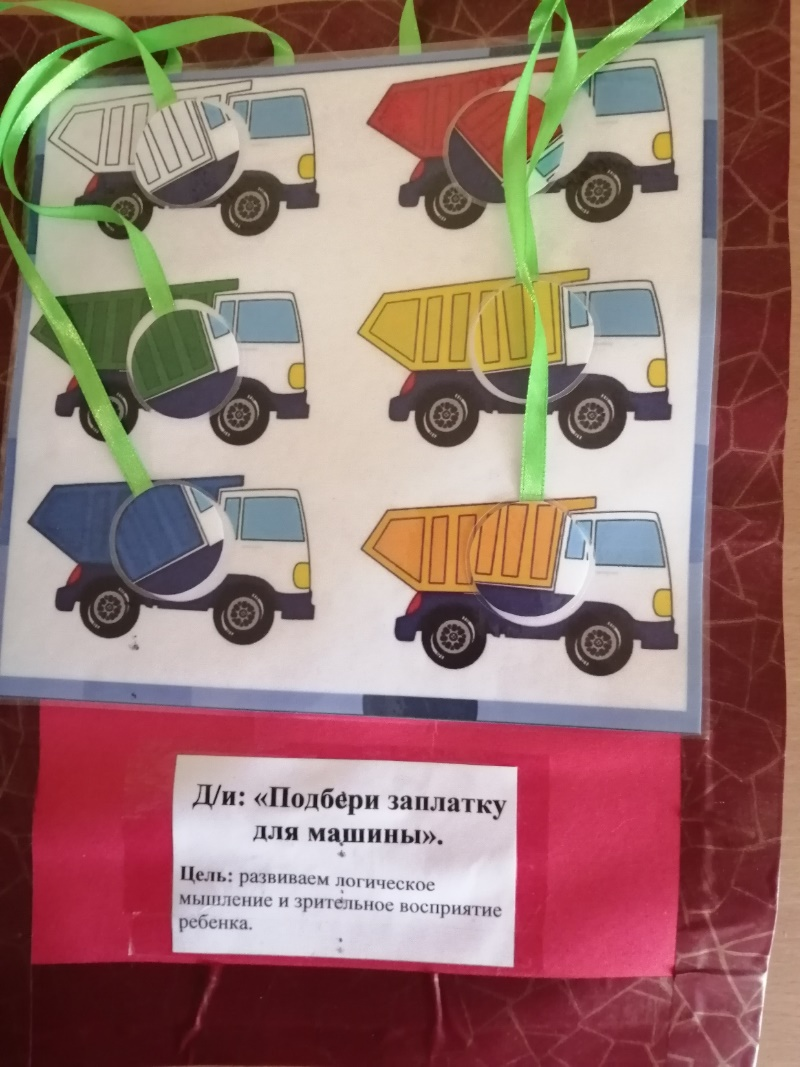 Д/и: «Подбери заплатку
для машины».
Цель: развиваем логическое
мышление и зрительное восприятие
ребенка.